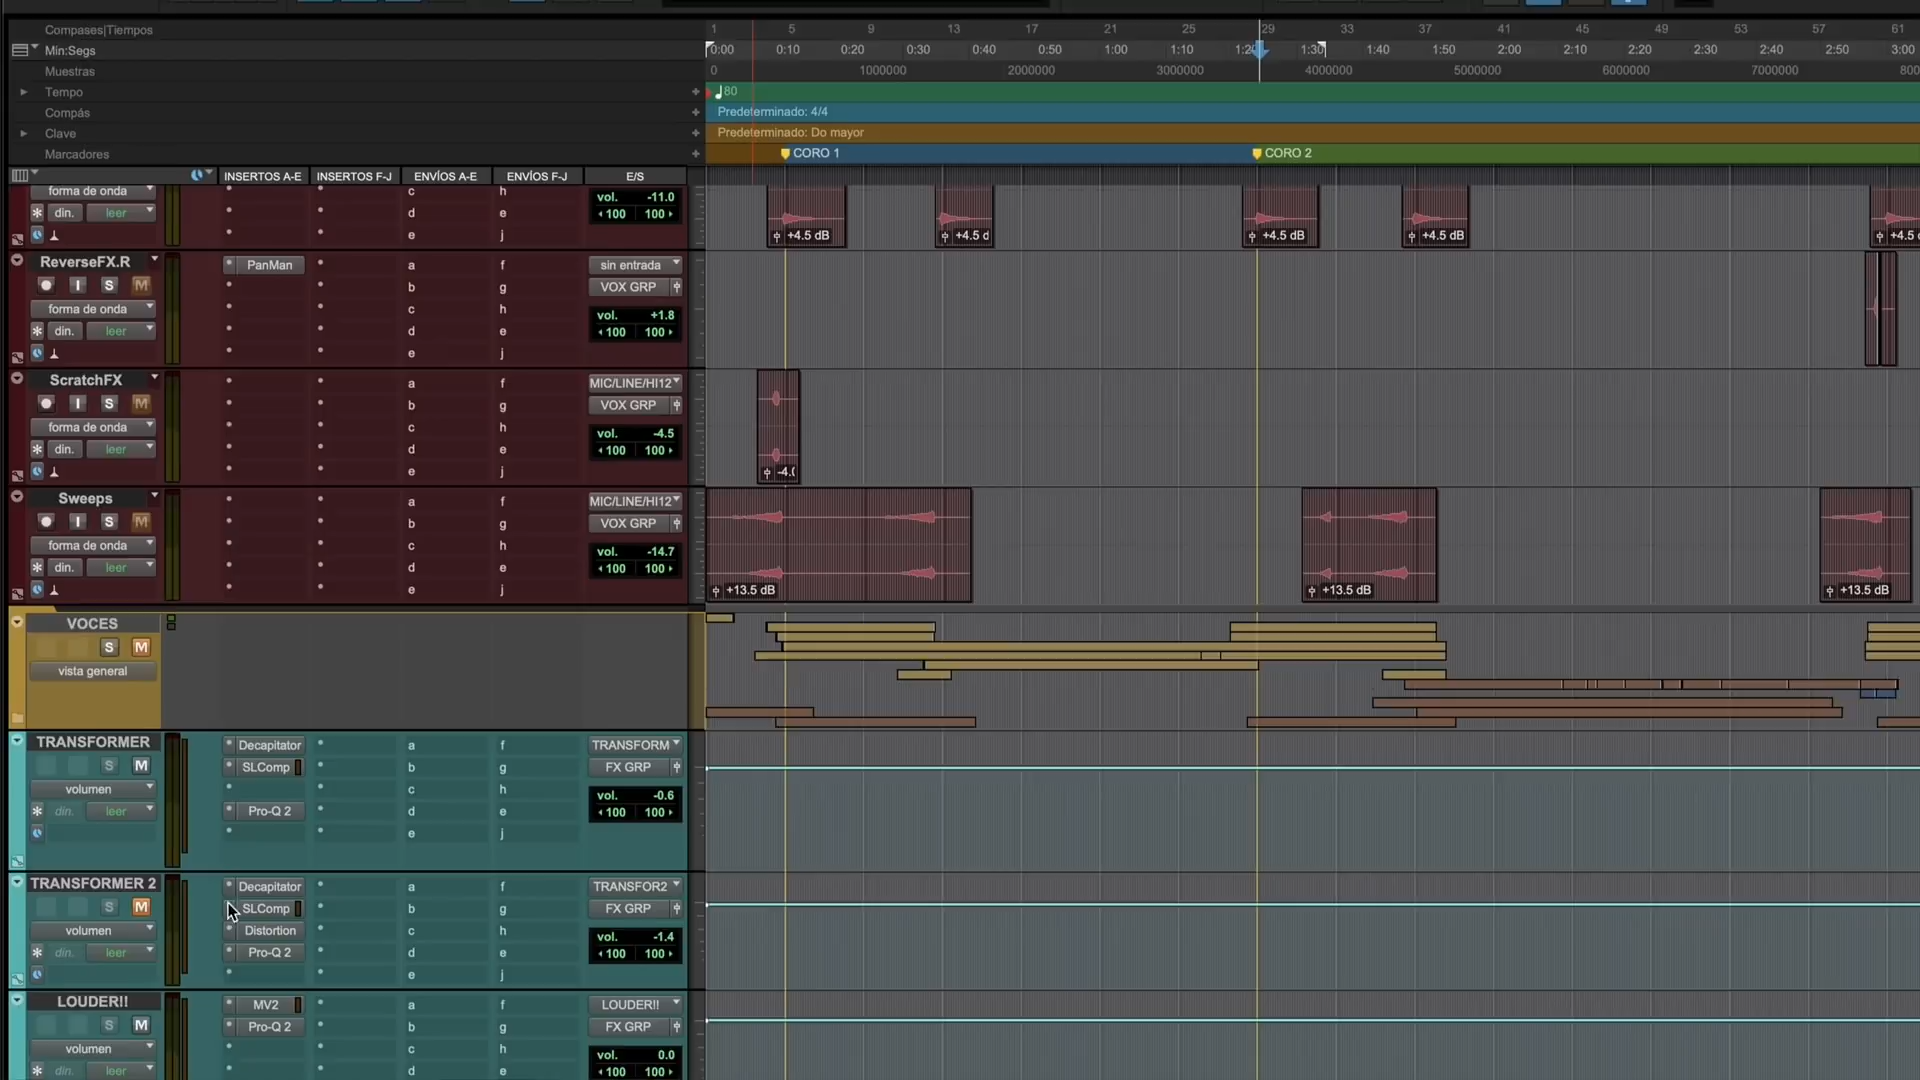 Compases|Tiempos 1 5 9 13 17 21 25 29 33 37 41 45 49 53 57 61
Min:Segs 0:00 0:10 0:20 0:30 0:40 0:50 1:00 1:10 1:20 1:30 1:40 1:50 2:00 2:10 2:20 2:30 2:40 2:50 3:00
Muestras 0 1000000 2000000 3000000 4000000 5000000 6000000 7000000 800
Tempo + 80
Compás + Predeterminado: 4/4
Clave + Predeterminado: Do mayor
Marcadores + CORO 1 CORO 2
INSERTOS A-E INSERTOS F-J ENVÍOS A-E ENVÍOS F-J E/S
forma de onda c h vol. -11.0
din. leer d e 100 100
e j +4.5 dB +4.5 d +4.5 dB +4.5 dB +4.5
ReverseFX.R PanMan a f sin entrada
I S M b g VOX GRP
forma de onda c h vol. +1.8
din. leer d e 100 100
e j
ScratchFX a f MIC/LINE/HI12
I S M b g VOX GRP
forma de onda c h vol. -4.5
din. leer d e 100 100
e j -4.(
Sweeps a f MIC/LINE/HI12
I S M b g VOX GRP
forma de onda c h vol. -14.7
din. leer d e 100 100
e j +13.5 dB +13.5 dB +13.5 dB
VOCES
S M
vista general
TRANSFORMER Decapitator a f TRANSFORM
S M SLComp b g FX GRP
volumen c h vol. -0.6
din. leer Pro-Q 2 d e 100 100
e j
TRANSFORMER 2 Decapitator a f TRANSFOR2
S M SLComp b g FX GRP
volumen Distortion c h vol. -1.4
din. leer Pro-Q 2 d e 100 100
e j
LOUDER!! MV2 a f LOUDER!!
S M Pro-Q 2 b g FX GRP
volumen c h vol. 0.0
din. leer d e 100 100